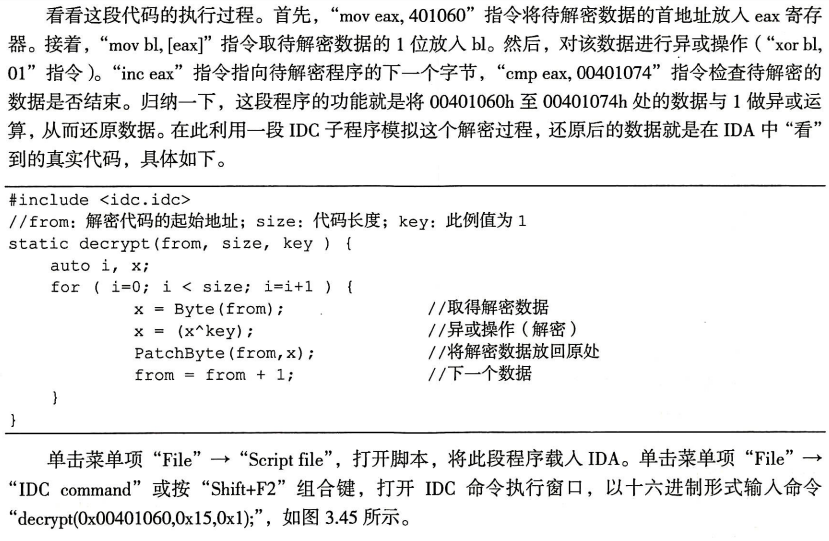 看看这段代码的执行过程。首先，“mov eax, 401060”指令将待解密数据的首地址放入 eax 寄存
器。接着，“mov bl, [eax]”指令取待解密数据的 1 位放入 bl。然后，对该数据进行异或操作（“xor bl,
01”指令）。“inc eax”指令指向待解密程序的下一个字节，“cmp eax, 00401074”指令检查待解密的
数据是否结束。归纳一下，这段程序的功能就是将 00401060h 至 00401074h 处的数据与 1 做异或运
算，从而还原数据。在此利用一段 IDC 子程序模拟这个解密过程，还原后的数据就是在 IDA 中“看”
到的真实代码，具体如下。
#include <idc.idc>
//from: 解密代码的起始地址; size: 代码长度; key: 此例值为 1
static decrypt(from, size, key ) {
auto i, x;
for ( i=0; i < size; i=i+1 ) {
x = Byte(from); //取得解密数据
x = (x^key); //异或操作（解密）
PatchByte(from,x); //将解密数据放回原处
from = from + 1; //下一个数据
}
}
单击菜单项“File”→“Script file”，打开脚本，将此段程序载入 IDA。单击菜单项“File”→
“IDC command”或按“Shift+F2”组合键，打开 IDC 命令执行窗口，以十六进制形式输入命令
“decrypt(0x00401060,0x15,0x1);”，如图 3.45 所示。